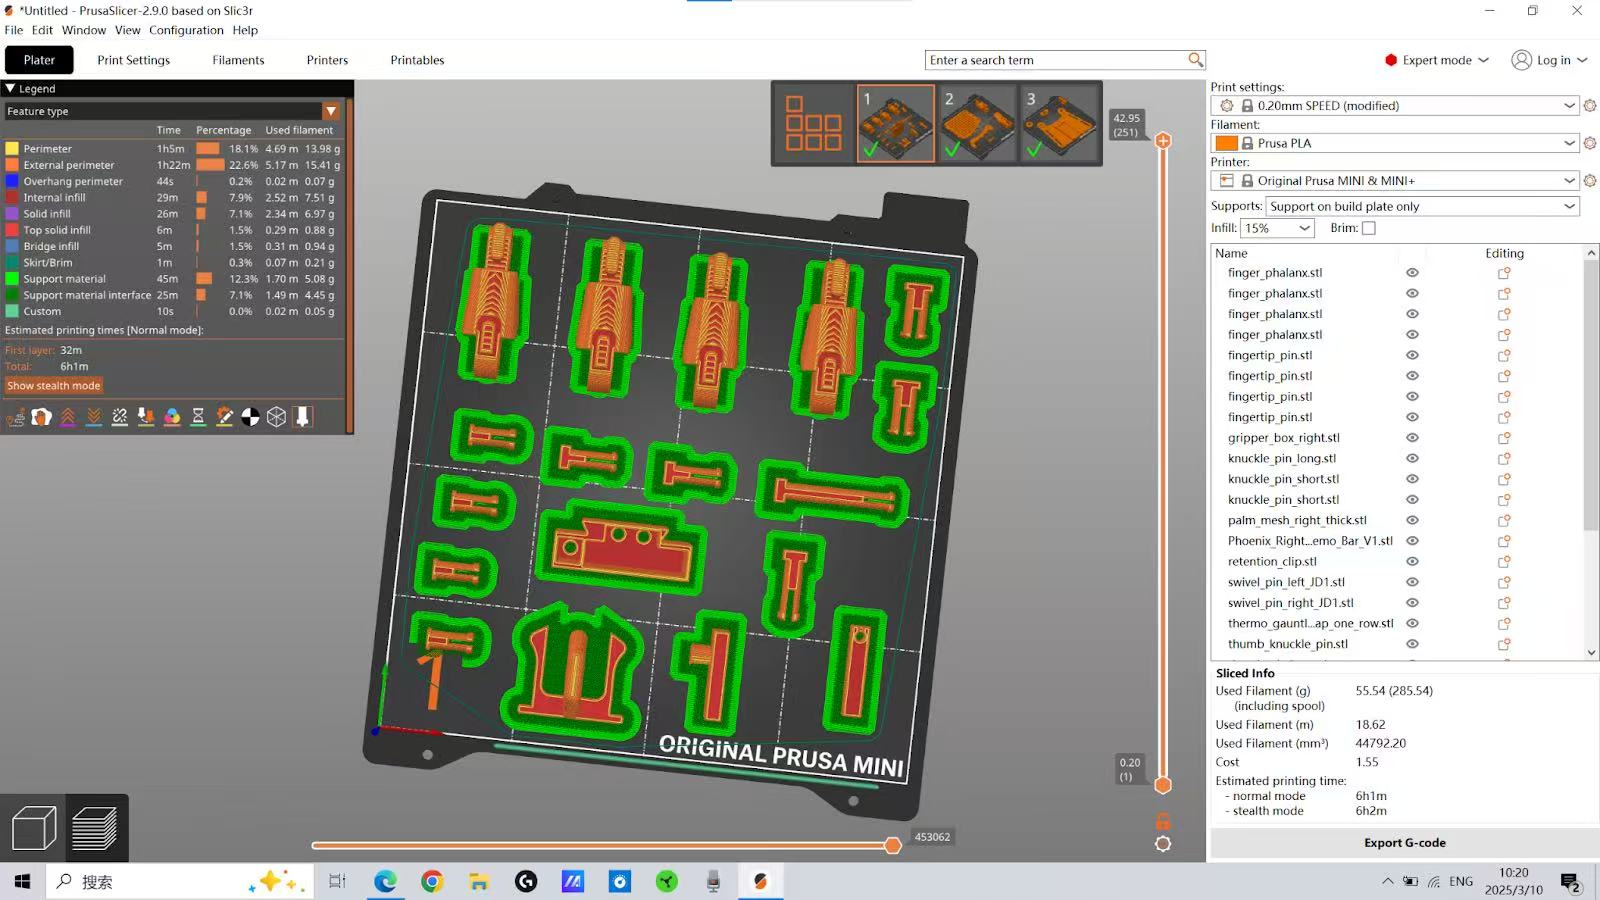 *Untitled - PrusaSlicer-2.9.0 based on Slic3r
File Edit Window View Configuration Help
Plater Print Settings Filaments Printers Printables
Enter a search term
Expert mode
Log in
Legend
Feature type
Time Percentage Used filament
Perimeter 1h5m 18.1% 4.69 m 13.98 g
External perimeter 1h22m 22.6% 5.17 m 15.41 g
Overhang perimeter 44s 0.2% 0.02 m 0.07 g
Internal infill 29m 7.9% 2.52 m 7.51 g
Solid infill 26m 7.1% 2.34 m 6.97 g
Top solid infill 6m 1.5% 0.29 m 0.88 g
Bridge infill 5m 1.5% 0.31 m 0.94 g
Skirt/Brim 1m 0.3% 0.07 m 0.21 g
Support material 45m 12.3% 1.70 m 5.08 g
Support material interface 25m 7.1% 1.49 m 4.45 g
Custom 10s 0.0% 0.02 m 0.05 g
Estimated printing times [Normal mode]:
First layer: 32m
Total: 6h1m
Show stealth mode
1 2 3
42.95
(251)
ORIGINAL PRUSA MINI
0.20
(1)
453062
Print settings:
0.20mm SPEED (modified)
Filament:
Prusa PLA
Printer:
Original Prusa MINI & MINI+
Supports: Support on build plate only
Infill: 15% Brim:
Name Editing
finger_phalanx.stl
finger_phalanx.stl
finger_phalanx.stl
finger_phalanx.stl
fingertip_pin.stl
fingertip_pin.stl
fingertip_pin.stl
fingertip_pin.stl
gripper_box_right.stl
knuckle_pin_long.stl
knuckle_pin_short.stl
knuckle_pin_short.stl
palm_mesh_right_thick.stl
Phoenix_Right...emo_Bar_V1.stl
retention_clip.stl
swivel_pin_left_JD1.stl
swivel_pin_right_JD1.stl
thermo_gauntl...ap_one_row.stl
thumb_knuckle_pin.stl
Sliced Info
Used Filament (g) 55.54 (285.54)
(including spool)
Used Filament (m) 18.62
Used Filament (mm³) 44792.20
Cost 1.55
Estimated printing time:
- normal mode 6h1m
- stealth mode 6h2m
Export G-code
搜索
ENG
10:20
2025/3/10
2